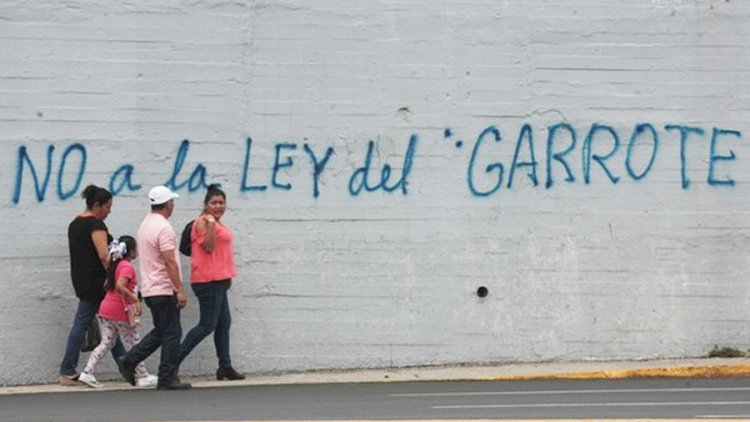 NO a la LEY del "GARROTE